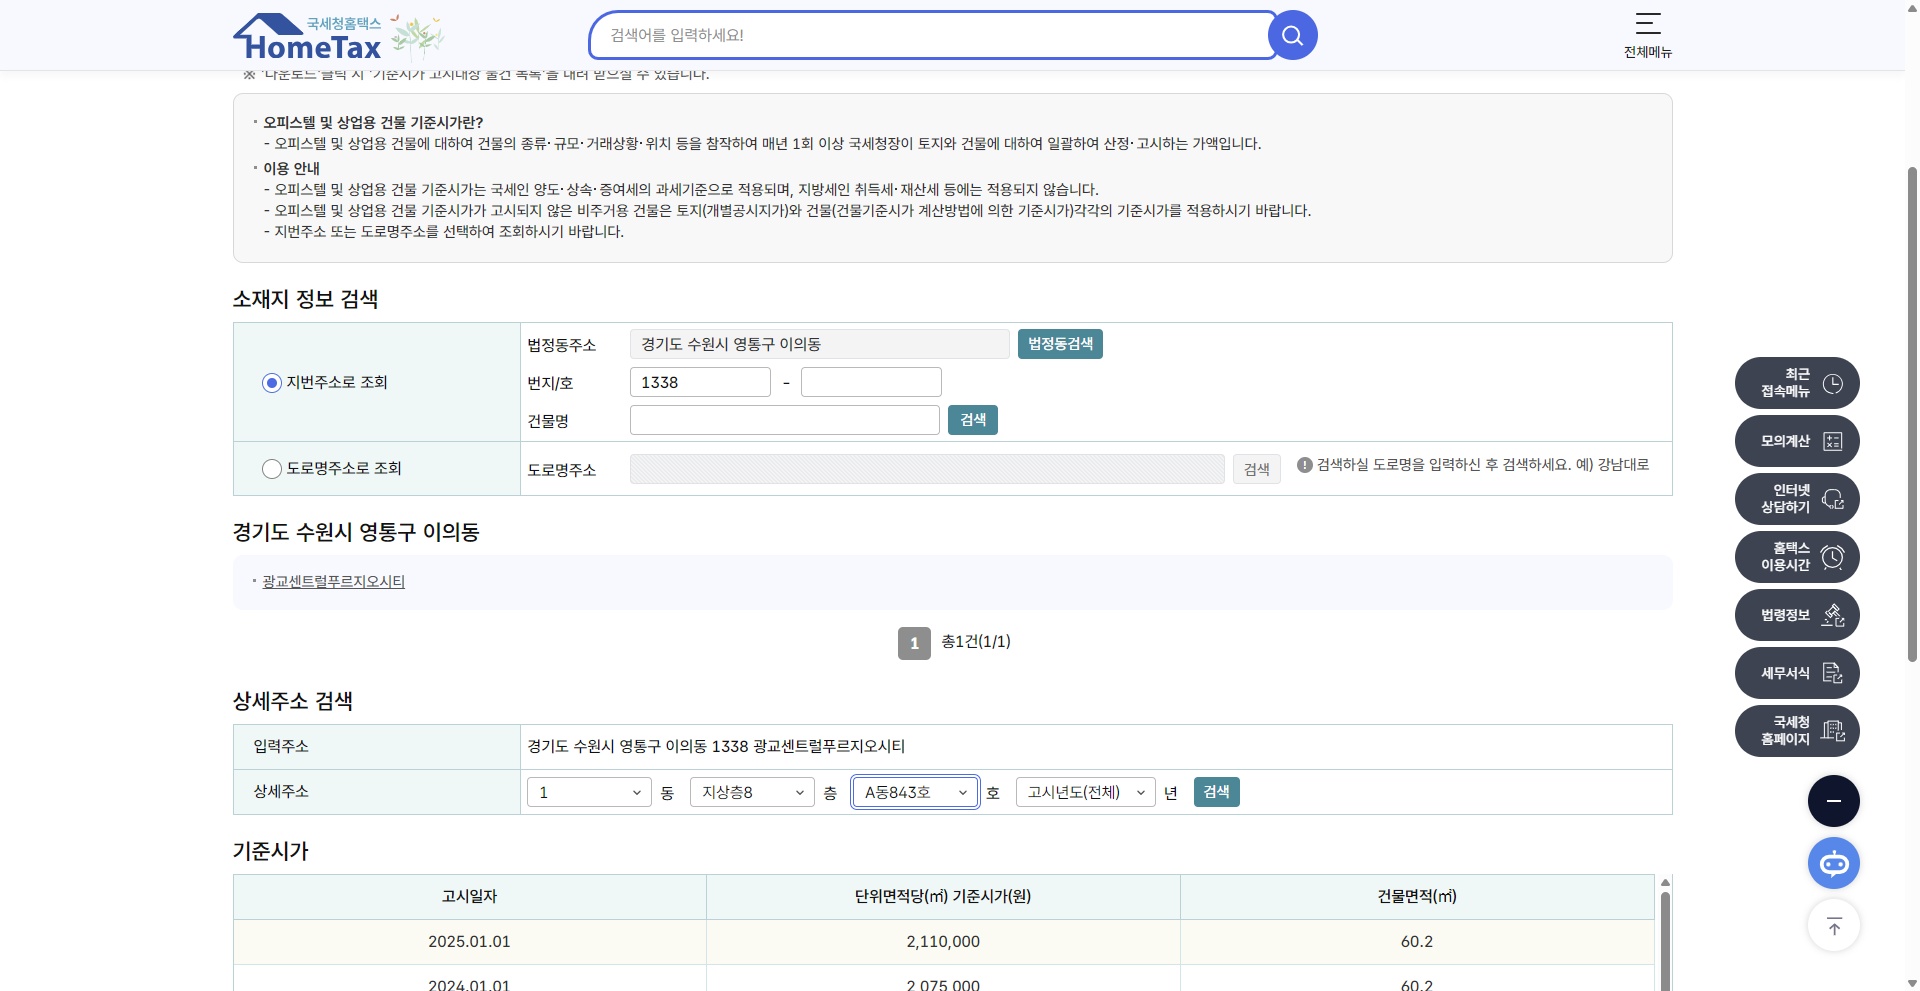 국세청홈택스
HomeTax
검색어를 입력하세요!
전체메뉴
※ '다운로드'클릭 시 '기준시가 고시대상 물건 목록'을 내려 받으실 수 있습니다.
오피스텔 및 상업용 건물 기준시가란?
- 오피스텔 및 상업용 건물에 대하여 건물의 종류·규모·거래상황·위치 등을 참작하여 매년 1회 이상 국세청장이 토지와 건물에 대하여 일괄하여 산정·고시하는 가액입니다.
이용 안내
- 오피스텔 및 상업용 건물 기준시가는 국세인 양도·상속·증여세의 과세기준으로 적용되며, 지방세인 취득세·재산세 등에는 적용되지 않습니다.
- 오피스텔 및 상업용 건물 기준시가가 고시되지 않은 비주거용 건물은 토지(개별공시지가)와 건물(건물기준시가 계산방법에 의한 기준시가)각각의 기준시가를 적용하시기 바랍니다.
- 지번주소 또는 도로명주소를 선택하여 조회하시기 바랍니다.
소재지 정보 검색
지번주소로 조회
법정동주소 경기도 수원시 영통구 이의동 법정동검색
번지/호 1338 -
건물명 검색
도로명주소로 조회 도로명주소 검색 검색하실 도로명을 입력하신 후 검색하세요. 예) 강남대로
경기도 수원시 영통구 이의동
광교센트럴푸르지오시티
1 총1건(1/1)
상세주소 검색
입력주소 경기도 수원시 영통구 이의동 1338 광교센트럴푸르지오시티
상세주소 1 동 지상층8 층 A동843호 호 고시년도(전체) 년 검색
기준시가
고시일자 단위면적당(㎡) 기준시가(원) 건물면적(㎡)
2025.01.01 2,110,000 60.2
2024.01.01 2,075,000 60.2
최근
접속메뉴
모의계산
인터넷
상담하기
홈택스
이용시간
법령정보
세무서식
국세청
홈페이지